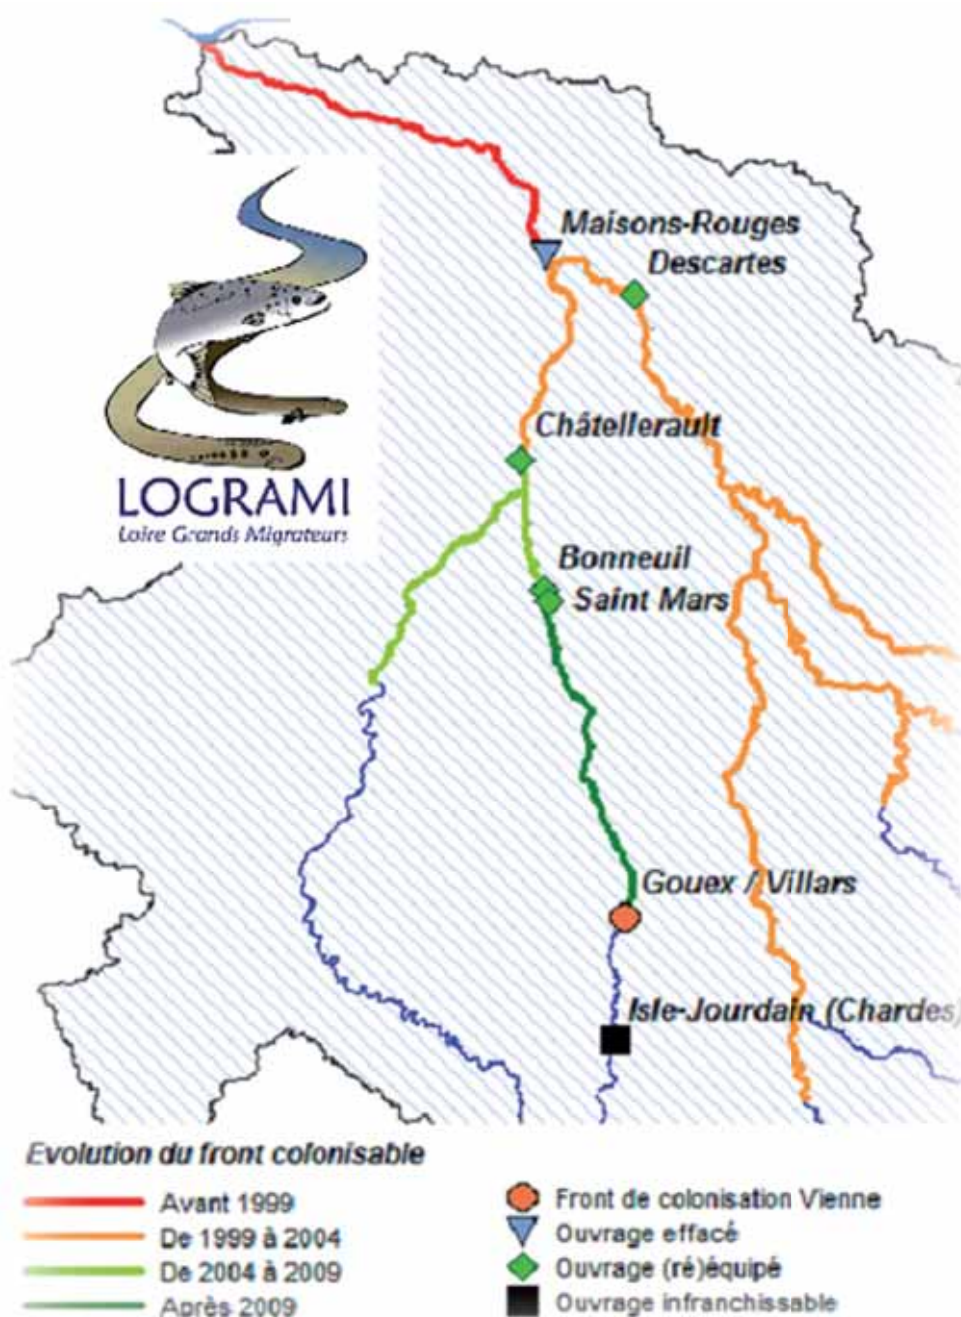 Maisons-Rouges
Descartes
Châtellerault
LOGRAMI
Loire Grands Migrateurs
Bonneuil
Saint Mars
Gouex / Villars
Isle-Jourdain (Chardes)
Evolution du front colonisable
Avant 1999
De 1999 à 2004
De 2004 à 2009
Après 2009
Front de colonisation Vienne
Ouvrage effacé
Ouvrage (ré)équipé
Ouvrage infranchissable